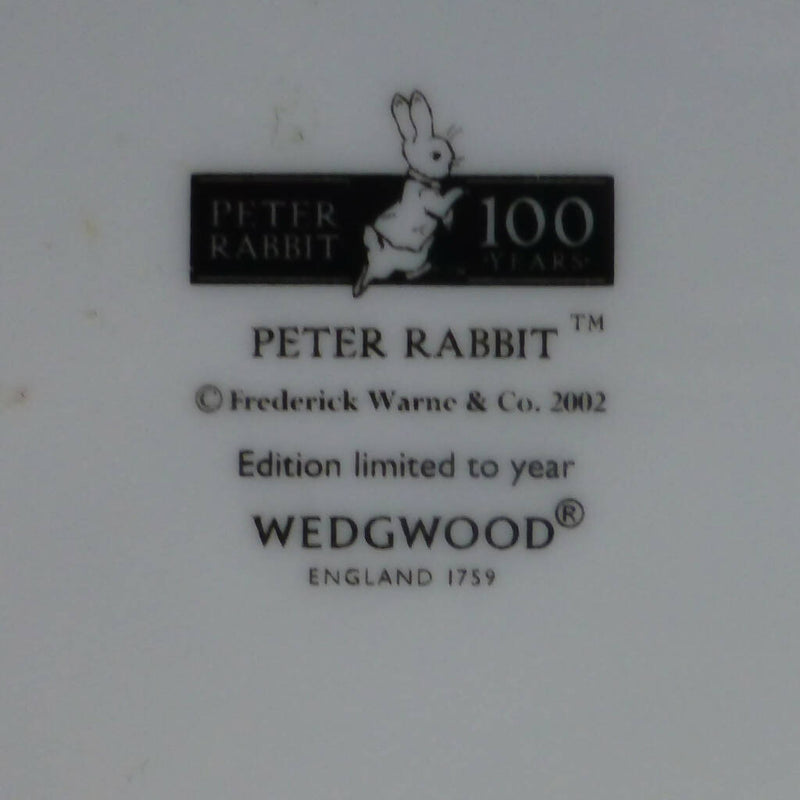 PETER
RABBIT
100
·YEARS·
PETER RABBIT™
© Frederick Warne & Co. 2002
Edition limited to year
WEDGWOOD®
ENGLAND 1759